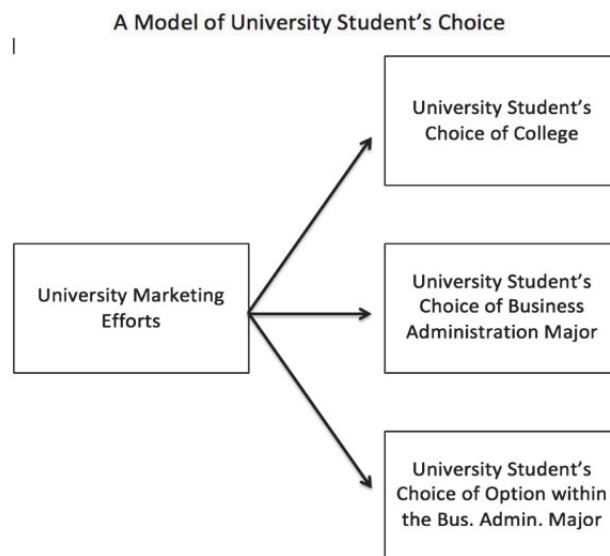 A Model of University Student's Choice
University Student's
Choice of College
University Marketing
Efforts
University Student's
Choice of Business
Administration Major
University Student's
Choice of Option within
the Bus. Admin. Major